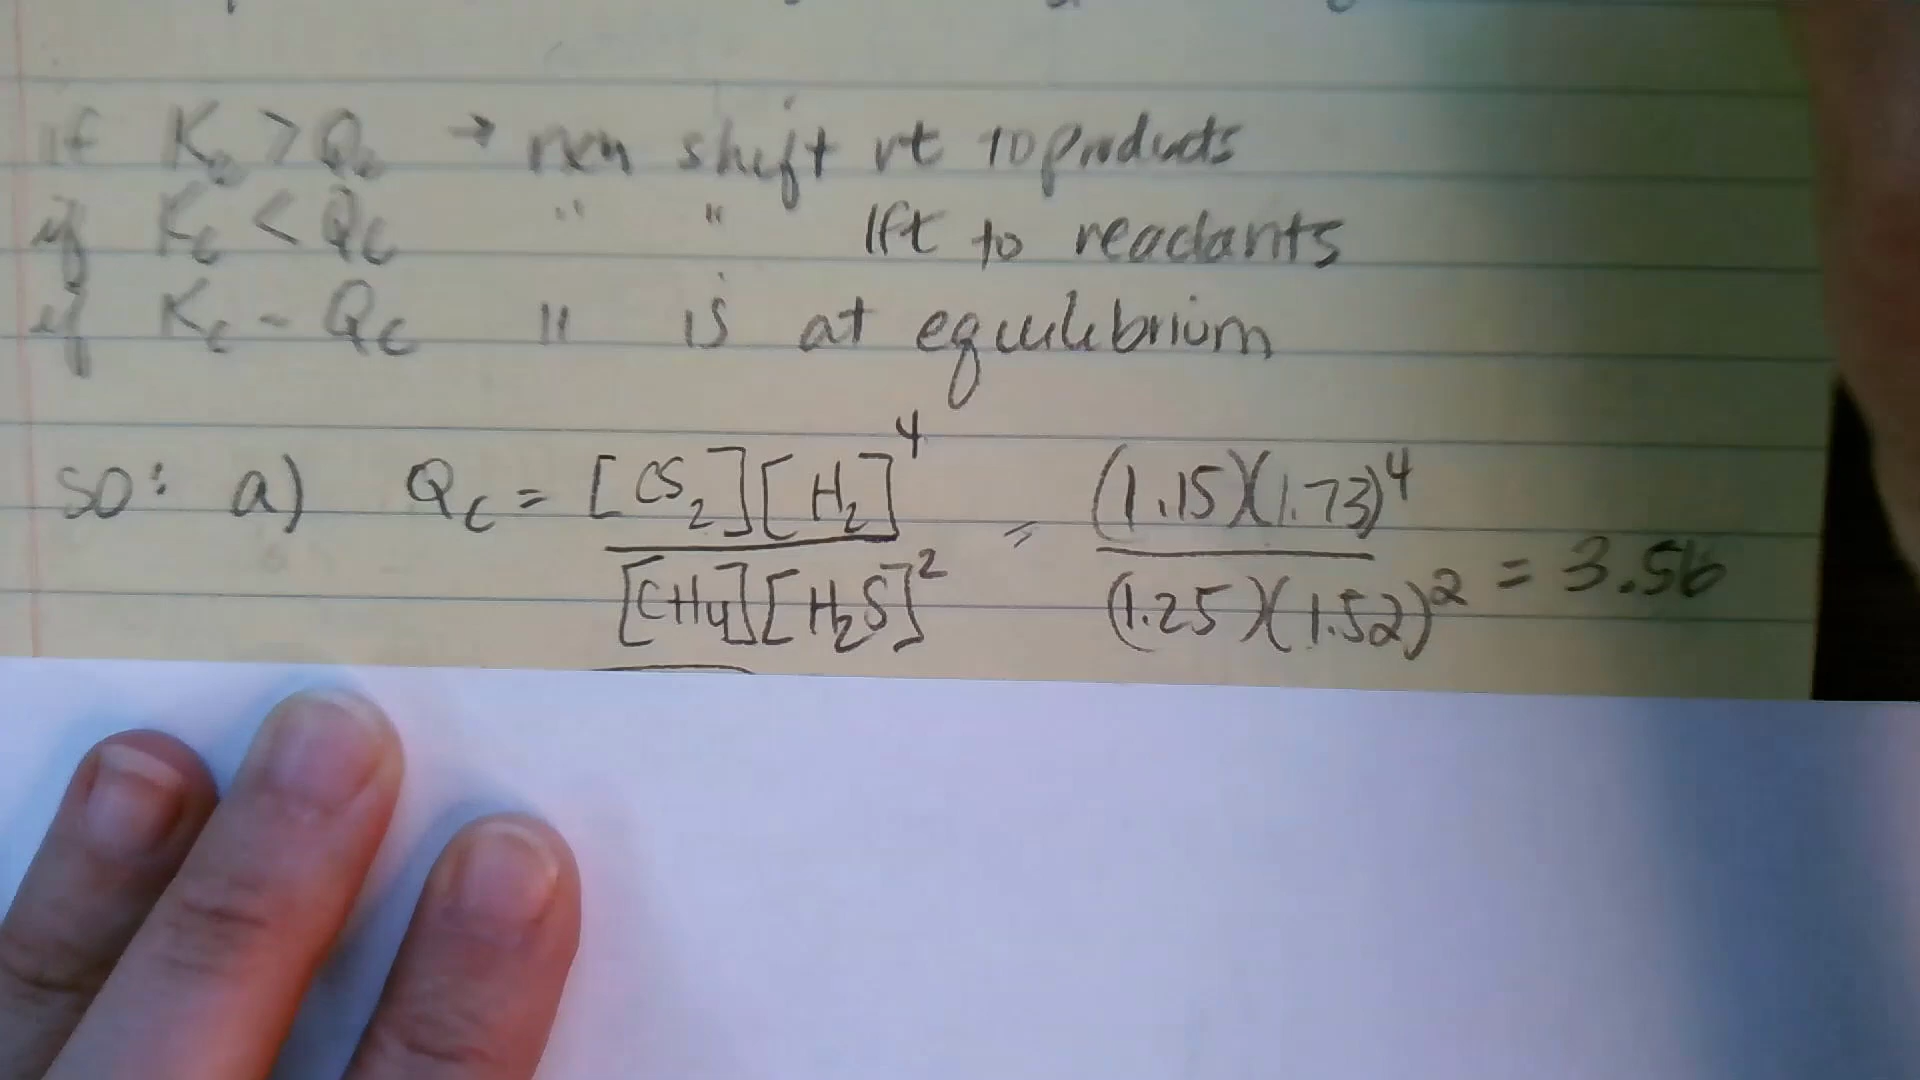 if Kc > Qc → rxn shift rt to products
if Kc < Qc " " lft to reactants
if Kc = Qc " is at equilibrium
so: a) Qc = [CS2][H2]^4 / [CH4][H2S]^2 = (1.15)(1.73)^4 / (1.25)(1.52)^2 = 3.56